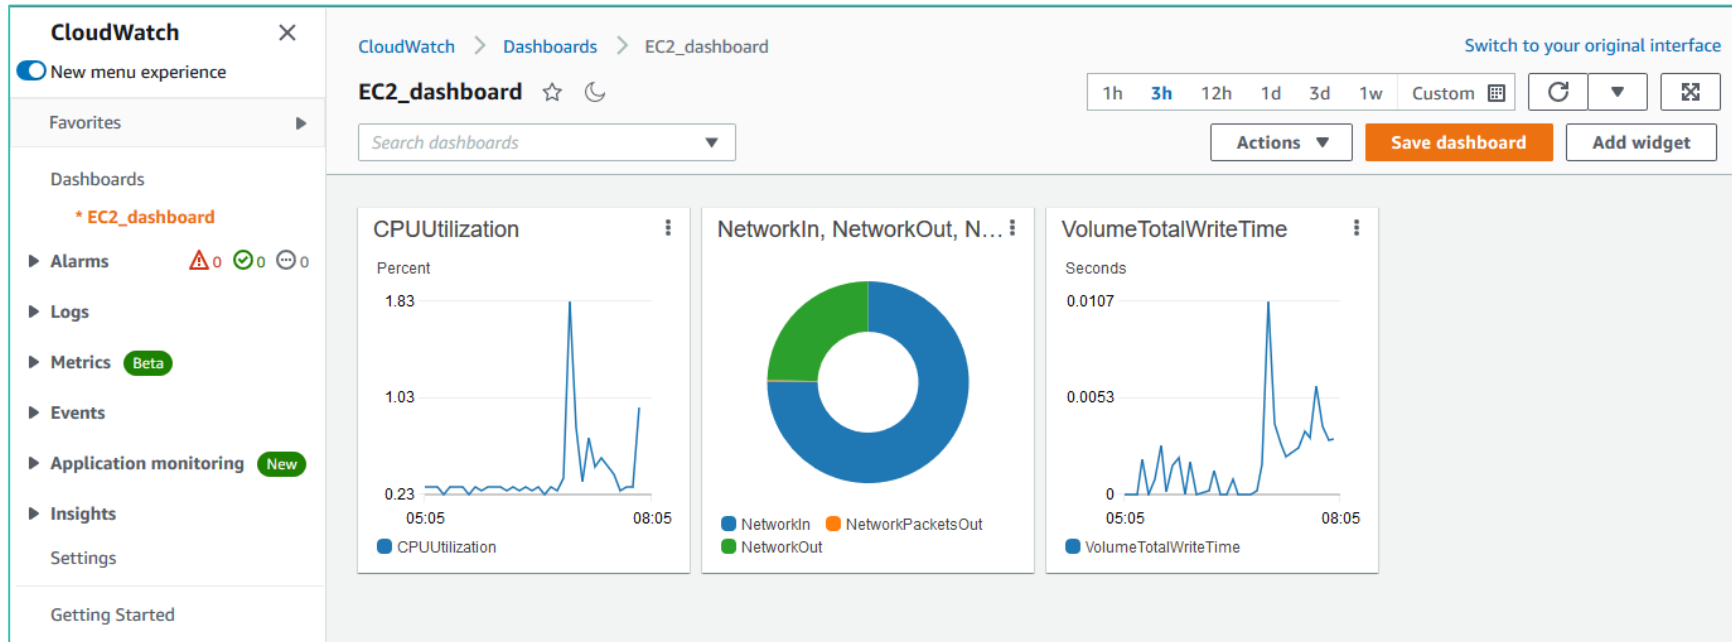 CloudWatch
New menu experience
Favorites
Dashboards
* EC2_dashboard
Alarms 0 0 0
Logs
Metrics Beta
Events
Application monitoring New
Insights
Settings
Getting Started
CloudWatch Dashboards EC2_dashboard
Switch to your original interface
EC2_dashboard
1h 3h 12h 1d 3d 1w Custom
Search dashboards
Actions
Save dashboard
Add widget
CPUUtilization
Percent
1.83
1.03
0.23
05:05 08:05
CPUUtilization
NetworkIn, NetworkOut, N...
NetworkIn NetworkPacketsOut
NetworkOut
VolumeTotalWriteTime
Seconds
0.0107
0.0053
0
05:05 08:05
VolumeTotalWriteTime